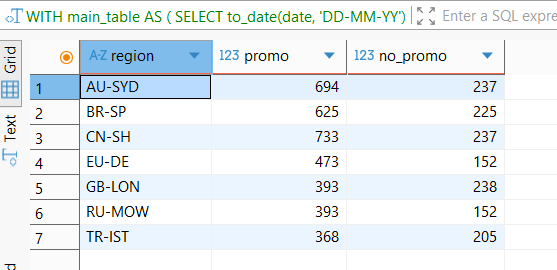 WITH main_table AS ( SELECT to_date(date, 'DD-MM-YY') Enter a SQL expre
Grid
Text
A-Z region 123 promo 123 no_promo
1 AU-SYD 694 237
2 BR-SP 625 225
3 CN-SH 733 237
4 EU-DE 473 152
5 GB-LON 393 238
6 RU-MOW 393 152
7 TR-IST 368 205